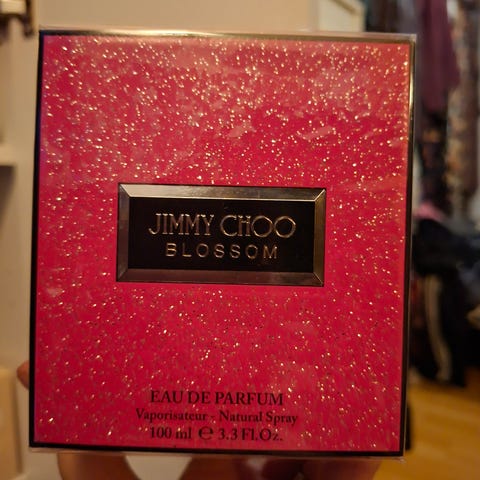 JIMMY CHOO
BLOSSOM
EAU DE PARFUM
Vaporisateur - Natural Spray
100 ml ℮ 3.3 Fl.Oz.